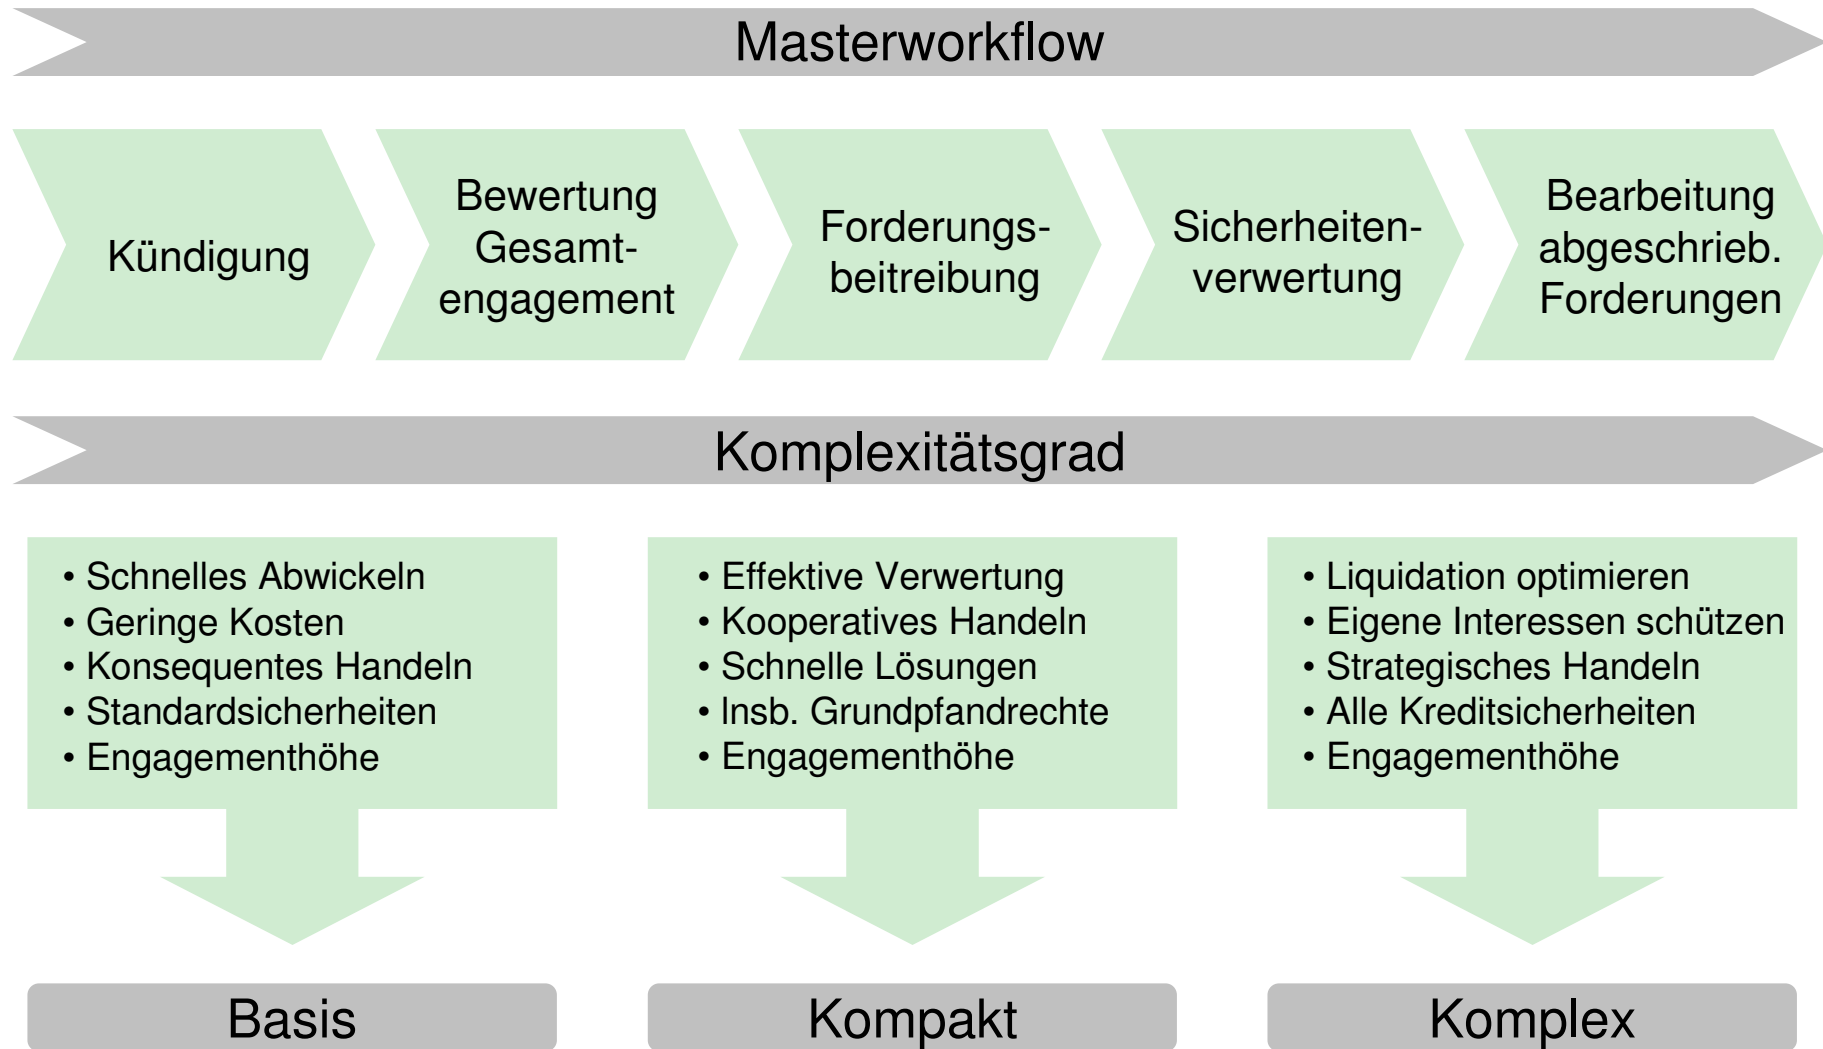 Masterworkflow
Kündigung
Bewertung
Gesamt-
engagement
Forderungs-
beitreibung
Sicherheiten-
verwertung
Bearbeitung
abgeschrieb.
Forderungen
Komplexitätsgrad
• Schnelles Abwickeln
• Geringe Kosten
• Konsequentes Handeln
• Standardsicherheiten
• Engagementhöhe
• Effektive Verwertung
• Kooperatives Handeln
• Schnelle Lösungen
• Insb. Grundpfandrechte
• Engagementhöhe
• Liquidation optimieren
• Eigene Interessen schützen
• Strategisches Handeln
• Alle Kreditsicherheiten
• Engagementhöhe
Basis
Kompakt
Komplex